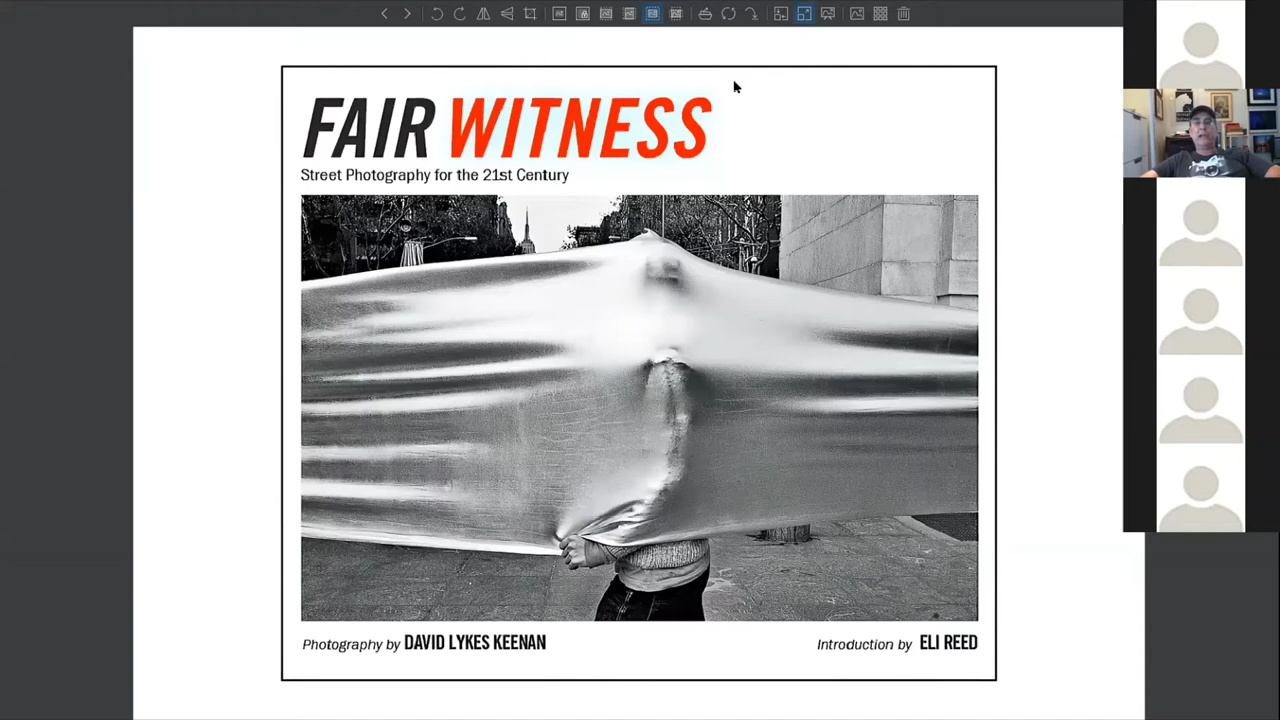 FAIR WITNESS
Street Photography for the 21st Century
Photography by DAVID LYKES KEENAN
Introduction by ELI REED